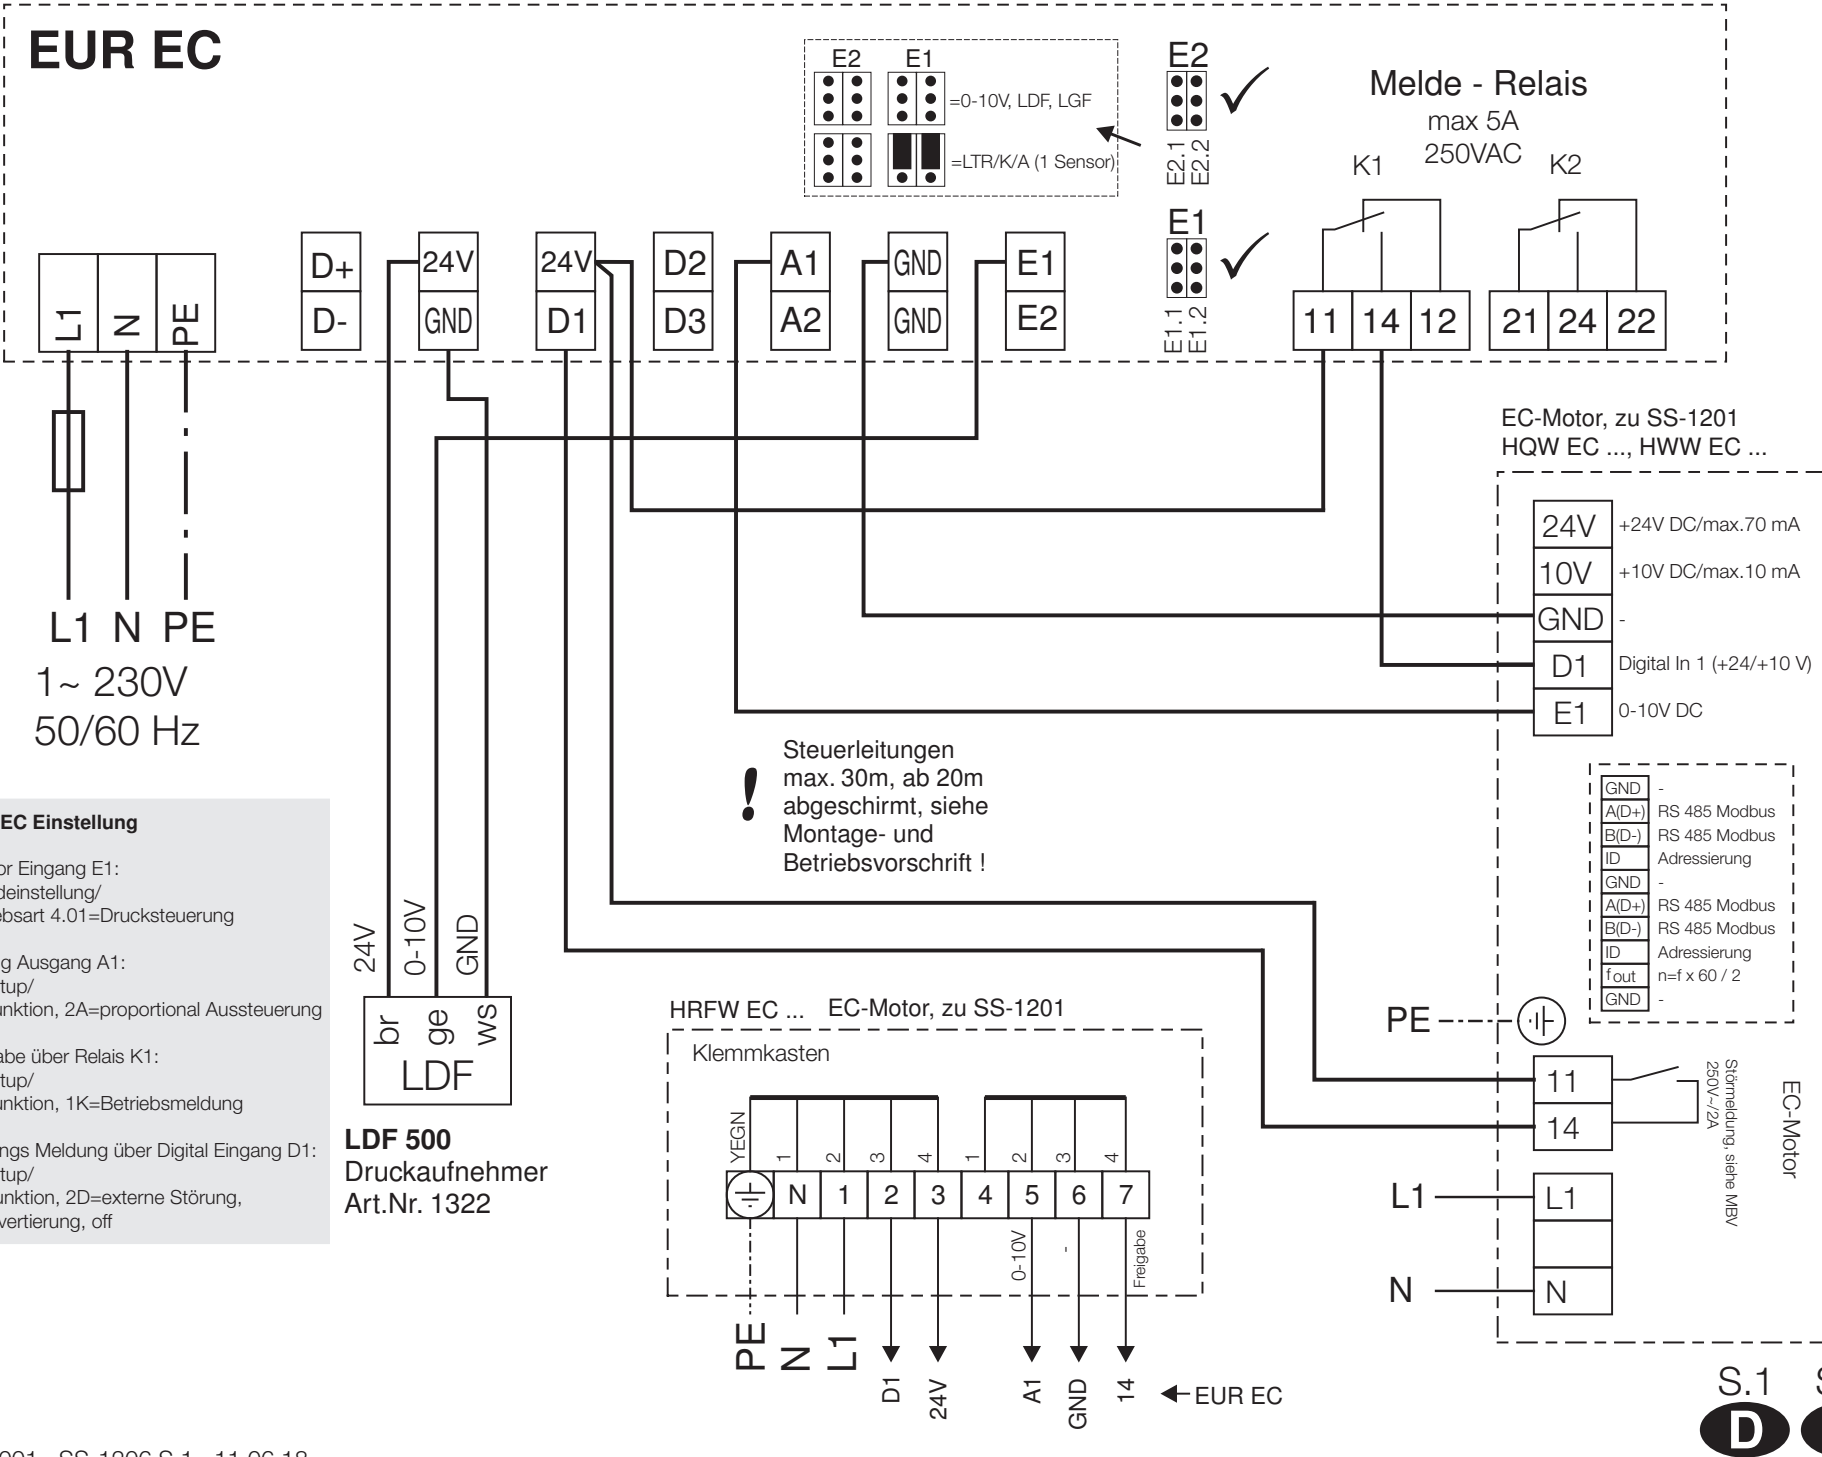 EUR EC
E2 E1
=0-10V, LDF, LGF
=LTR/K/A (1 Sensor)
E2
E2.1
E2.2
E1
E1.1
E1.2
Melde - Relais
max 5A
250VAC
K1 K2
L1 N PE
D+ 24V 24V D2 A1 GND E1
D- GND D1 D3 A2 GND E2
11 14 12 21 24 22
L1 N PE
1~ 230V
50/60 Hz
EC-Motor, zu SS-1201
HQW EC ..., HWW EC ...
24V +24V DC/max.70 mA
10V +10V DC/max.10 mA
GND -
D1 Digital In 1 (+24/+10 V)
E1 0-10V DC
! Steuerleitungen
max. 30m, ab 20m
abgeschirmt, siehe
Montage- und
Betriebsvorschrift !
GND -
A(D+) RS 485 Modbus
B(D-) RS 485 Modbus
ID Adressierung
GND -
A(D+) RS 485 Modbus
B(D-) RS 485 Modbus
ID Adressierung
fout n=f x 60 / 2
GND -
PE
11
14
Störmeldung, siehe MBV
250V~/2A
EC-Motor
L1 L1
N N
EC Einstellung
or Eingang E1:
deinstellung/
ebsart 4.01=Drucksteuerung
g Ausgang A1:
tup/
unktion, 2A=proportional Aussteuerung
abe über Relais K1:
tup/
unktion, 1K=Betriebsmeldung
ngs Meldung über Digital Eingang D1:
tup/
unktion, 2D=externe Störung,
vertierung, off
24V
0-10V
GND
br ge ws
LDF
LDF 500
Druckaufnehmer
Art.Nr. 1322
HRFW EC ... EC-Motor, zu SS-1201
Klemmkasten
YEGN 1 2 3 4 1 2 3 4
N 1 2 3 4 5 6 7
0-10V - Freigabe
PE N L1 D1 24V A1 GND 14
EUR EC
S.1
D